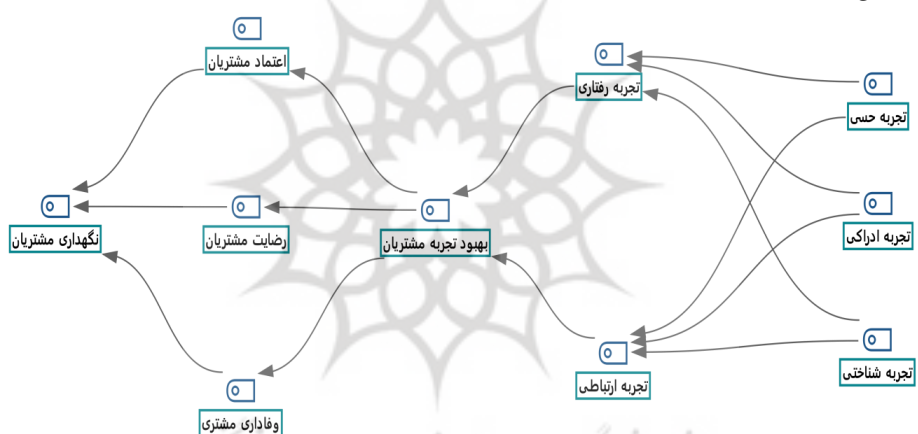 تجربه حسی
تجربه ادراکی
تجربه شناختی
تجربه رفتاری
تجربه ارتباطی
بهبود تجربه مشتریان
اعتماد مشتریان
رضایت مشتریان
وفاداری مشتری
نگهداری مشتریان